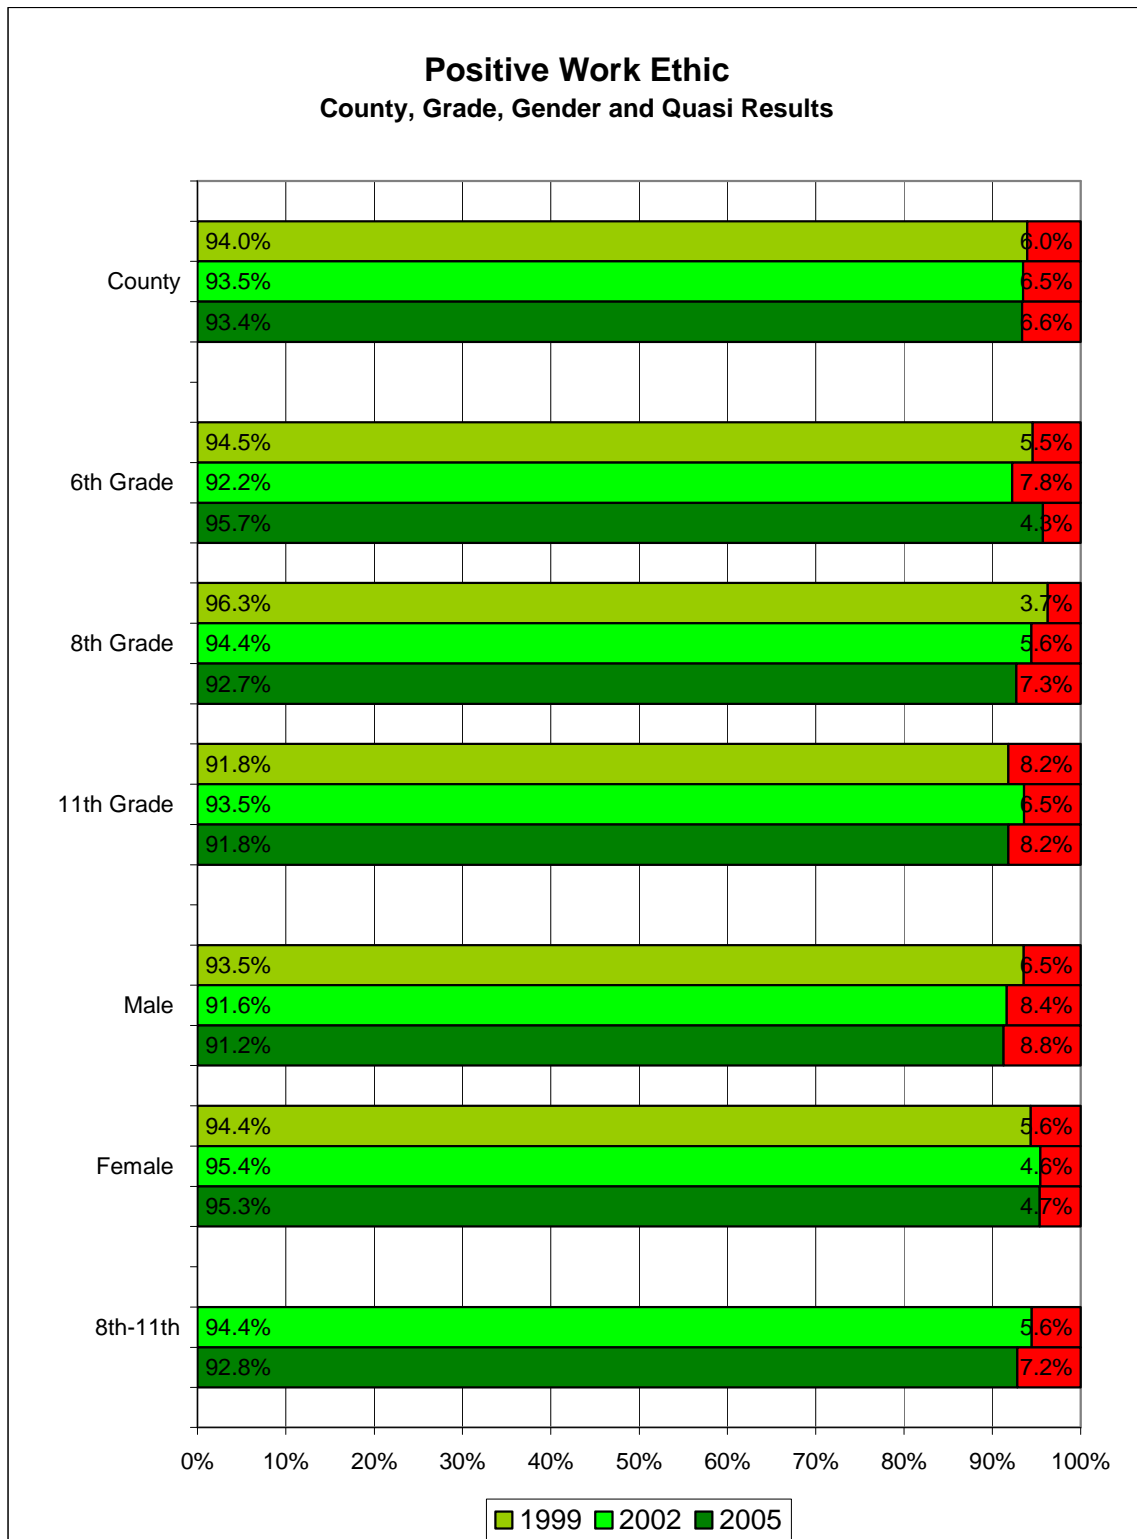 Positive Work Ethic
County, Grade, Gender and Quasi Results
94.0% 6.0%
County 93.5% 6.5%
93.4% 6.6%
94.5% 5.5%
6th Grade 92.2% 7.8%
95.7% 4.3%
96.3% 3.7%
8th Grade 94.4% 5.6%
92.7% 7.3%
91.8% 8.2%
11th Grade 93.5% 6.5%
91.8% 8.2%
93.5% 6.5%
Male 91.6% 8.4%
91.2% 8.8%
94.4% 5.6%
Female 95.4% 4.6%
95.3% 4.7%
8th-11th 94.4% 5.6%
92.8% 7.2%
0% 10% 20% 30% 40% 50% 60% 70% 80% 90% 100%
1999 2002 2005